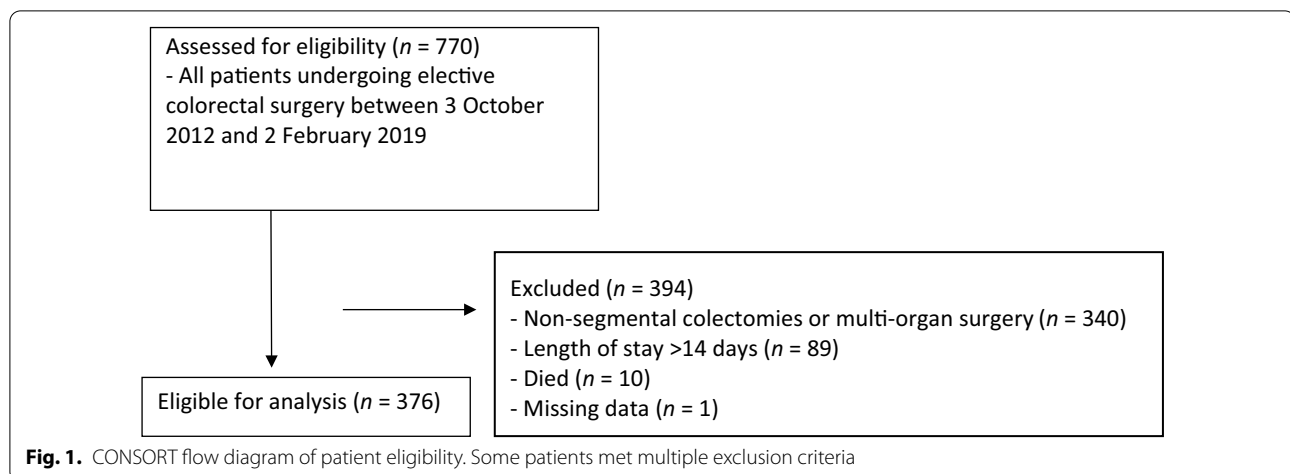 Assessed for eligibility (n = 770)
- All patients undergoing elective
colorectal surgery between 3 October
2012 and 2 February 2019
Excluded (n = 394)
- Non-segmental colectomies or multi-organ surgery (n = 340)
- Length of stay >14 days (n = 89)
- Died (n = 10)
- Missing data (n = 1)
Eligible for analysis (n = 376)
Fig. 1. CONSORT flow diagram of patient eligibility. Some patients met multiple exclusion criteria